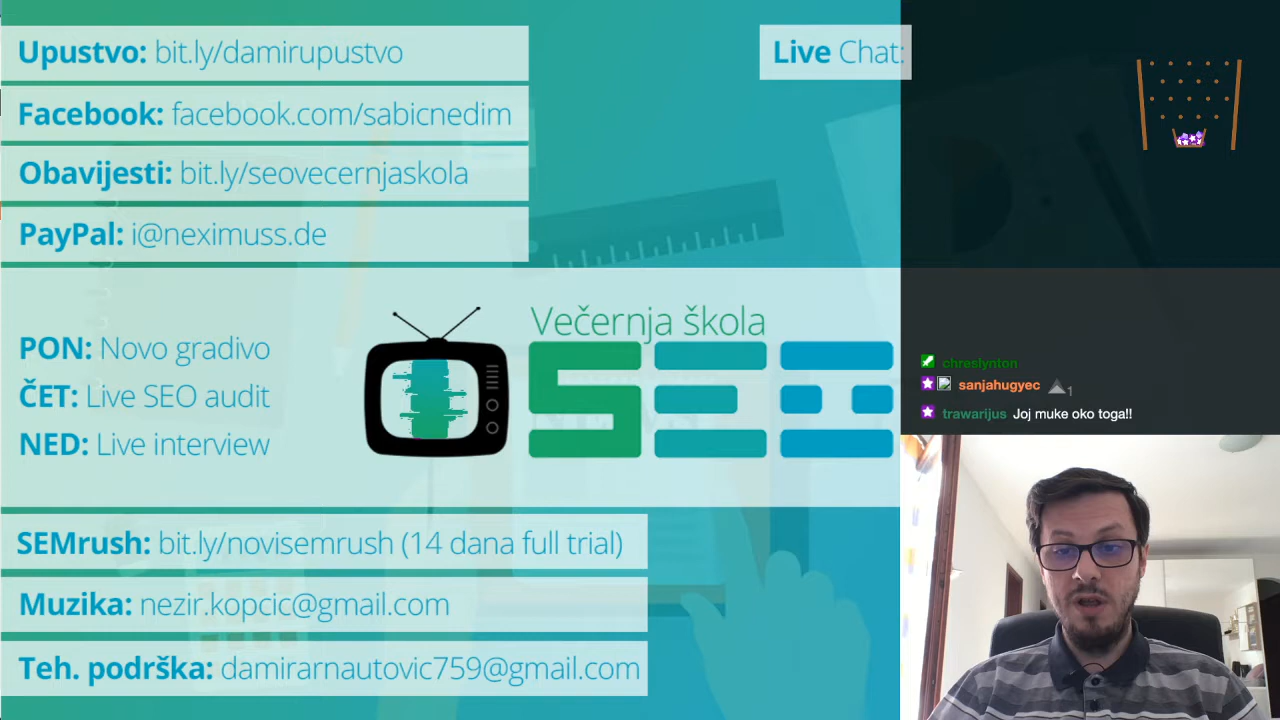 Upustvo: bit.ly/damirupustvo
Live Chat:
Facebook: facebook.com/sabicnedim
Obavijesti: bit.ly/seovecernjaskola
PayPal: i@neximuss.de
Večernja škola
SEO
PON: Novo gradivo
ČET: Live SEO audit
NED: Live interview
chreslynton
sanjahugyec 1
trawarijus Joj muke oko toga!!
SEMrush: bit.ly/novisemrush (14 dana full trial)
Muzika: nezir.kopcic@gmail.com
Teh. podrška: damirarnautovic759@gmail.com